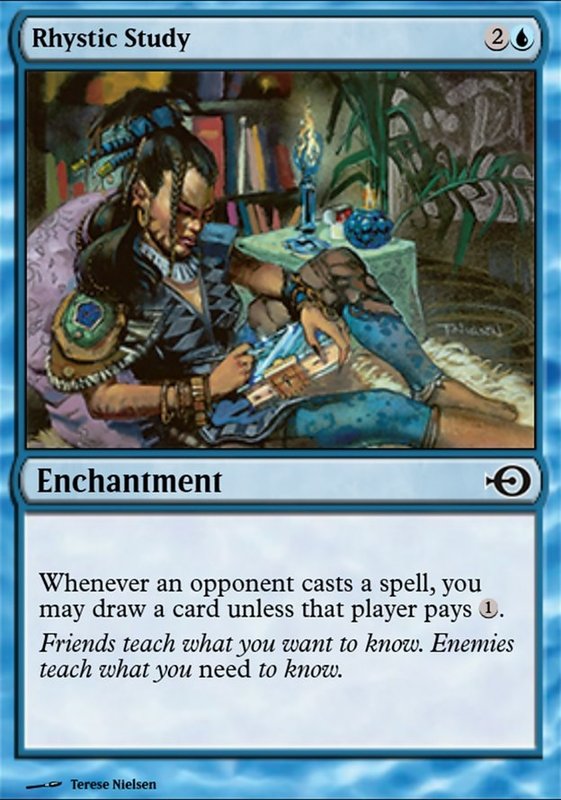 Rhystic Study 2
Enchantment
Whenever an opponent casts a spell, you
may draw a card unless that player pays 1.
Friends teach what you want to know. Enemies
teach what you need to know.
Terese Nielsen